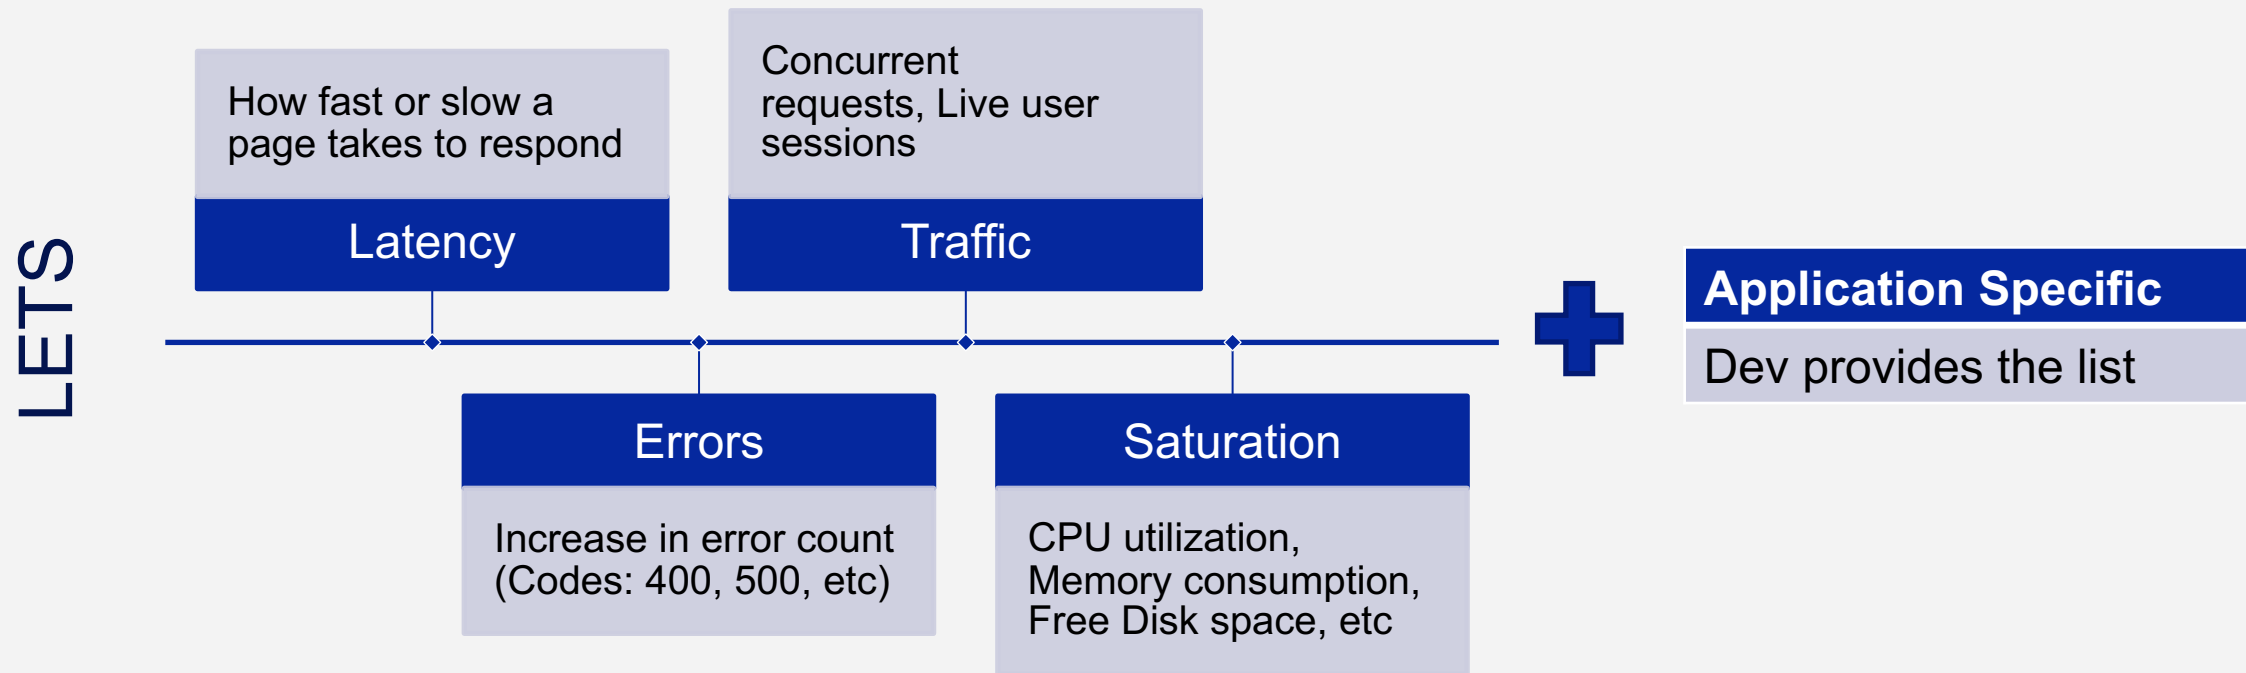 LETS
How fast or slow a
page takes to respond
Latency
Concurrent
requests, Live user
sessions
Traffic
Errors
Increase in error count
(Codes: 400, 500, etc)
Saturation
CPU utilization,
Memory consumption,
Free Disk space, etc
Application Specific
Dev provides the list